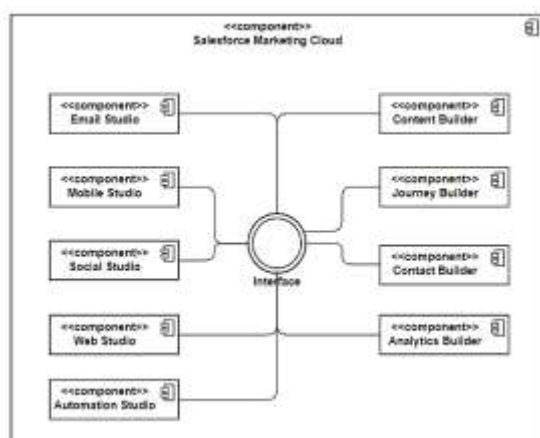 <<component>>
Salesforce Marketing Cloud
<<component>>
Email Studio
<<component>>
Content Builder
<<component>>
Mobile Studio
<<component>>
Journey Builder
<<component>>
Social Studio
<<component>>
Contact Builder
Interface
<<component>>
Web Studio
<<component>>
Analytics Builder
<<component>>
Automation Studio